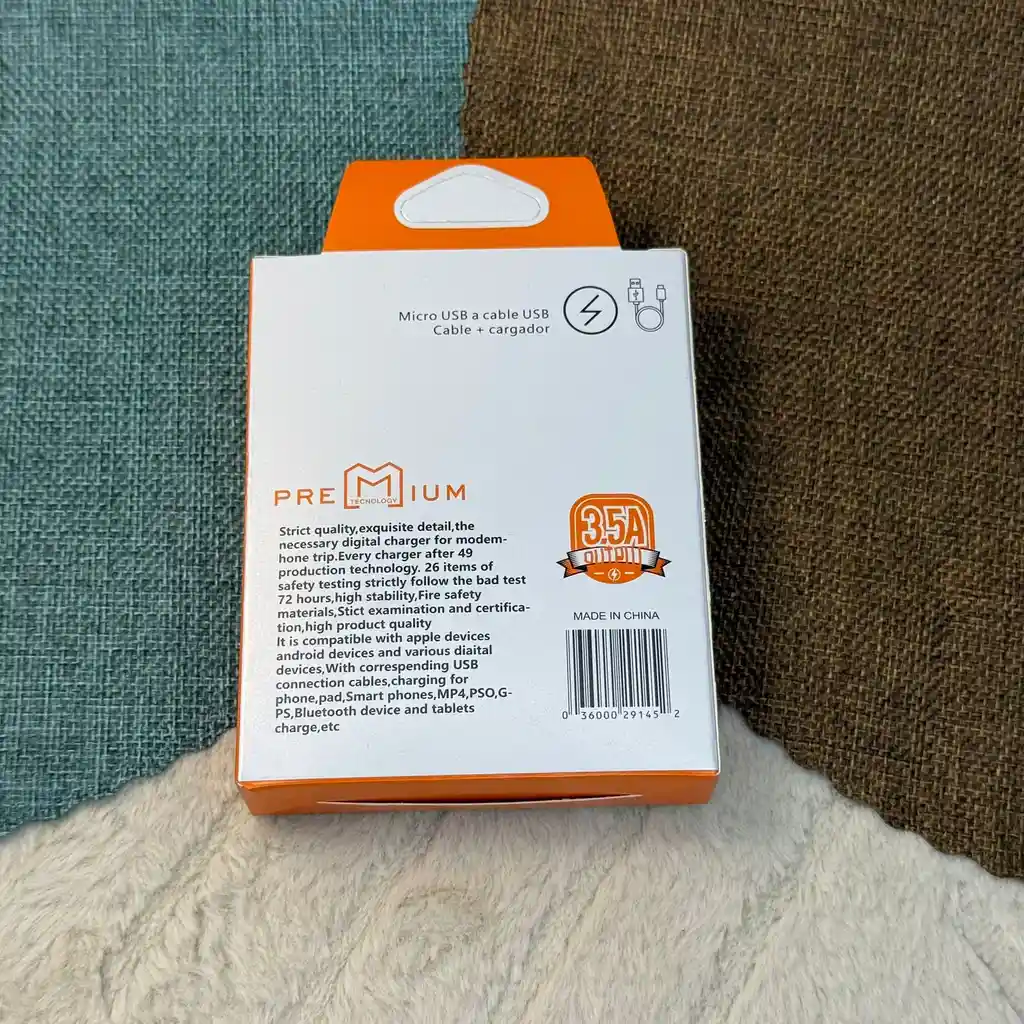 Micro USB a cable USB
Cable + cargador
PREMIUM
TECNOLOGY
Strict quality,exquisite detail,the
necessary digital charger for modem-
hone trip.Every charger after 49
production technology. 26 items of
safety testing strictly follow the bad test
72 hours,high stability,Fire safety
materials,Stict examination and certifica-
tion,high product quality
It is compatible with apple devices
android devices and various diaital
devices,With correspending USB
connection cables,charging for
phone,pad,Smart phones,MP4,PSO,G-
PS,Bluetooth device and tablets
charge,etc
3.5A
OUTPUT
MADE IN CHINA
0 36000 29145 2